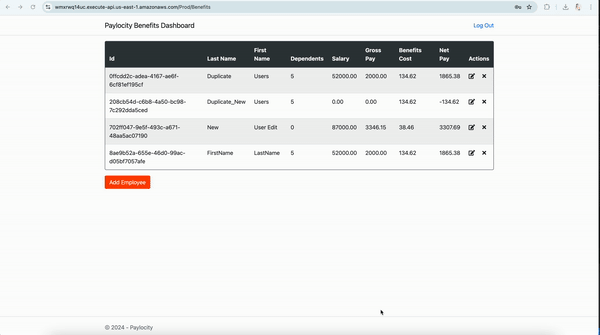 wmxrwq14uc.execute-api.us-east-1.amazonaws.com/Prod/Benefits
Paylocity Benefits Dashboard
Log Out
Id Last Name First Name Dependents Salary Gross Pay Benefits Cost Net Pay Actions
0ffcdd2c-adea-4167-ae6f-6cf81ef195cf Duplicate Users 5 52000.00 2000.00 134.62 1865.38
208cb54d-c6b8-4a50-bc98-7c292dda5ced Duplicate_New Users 5 0.00 0.00 134.62 -134.62
702ff047-9e5f-493c-a671-48aa5ac07190 New User Edit 0 87000.00 3346.15 38.46 3307.69
8ae9b52a-655e-46d0-99ac-d05bf7057afe FirstName LastName 5 52000.00 2000.00 134.62 1865.38
Add Employee
© 2024 - Paylocity